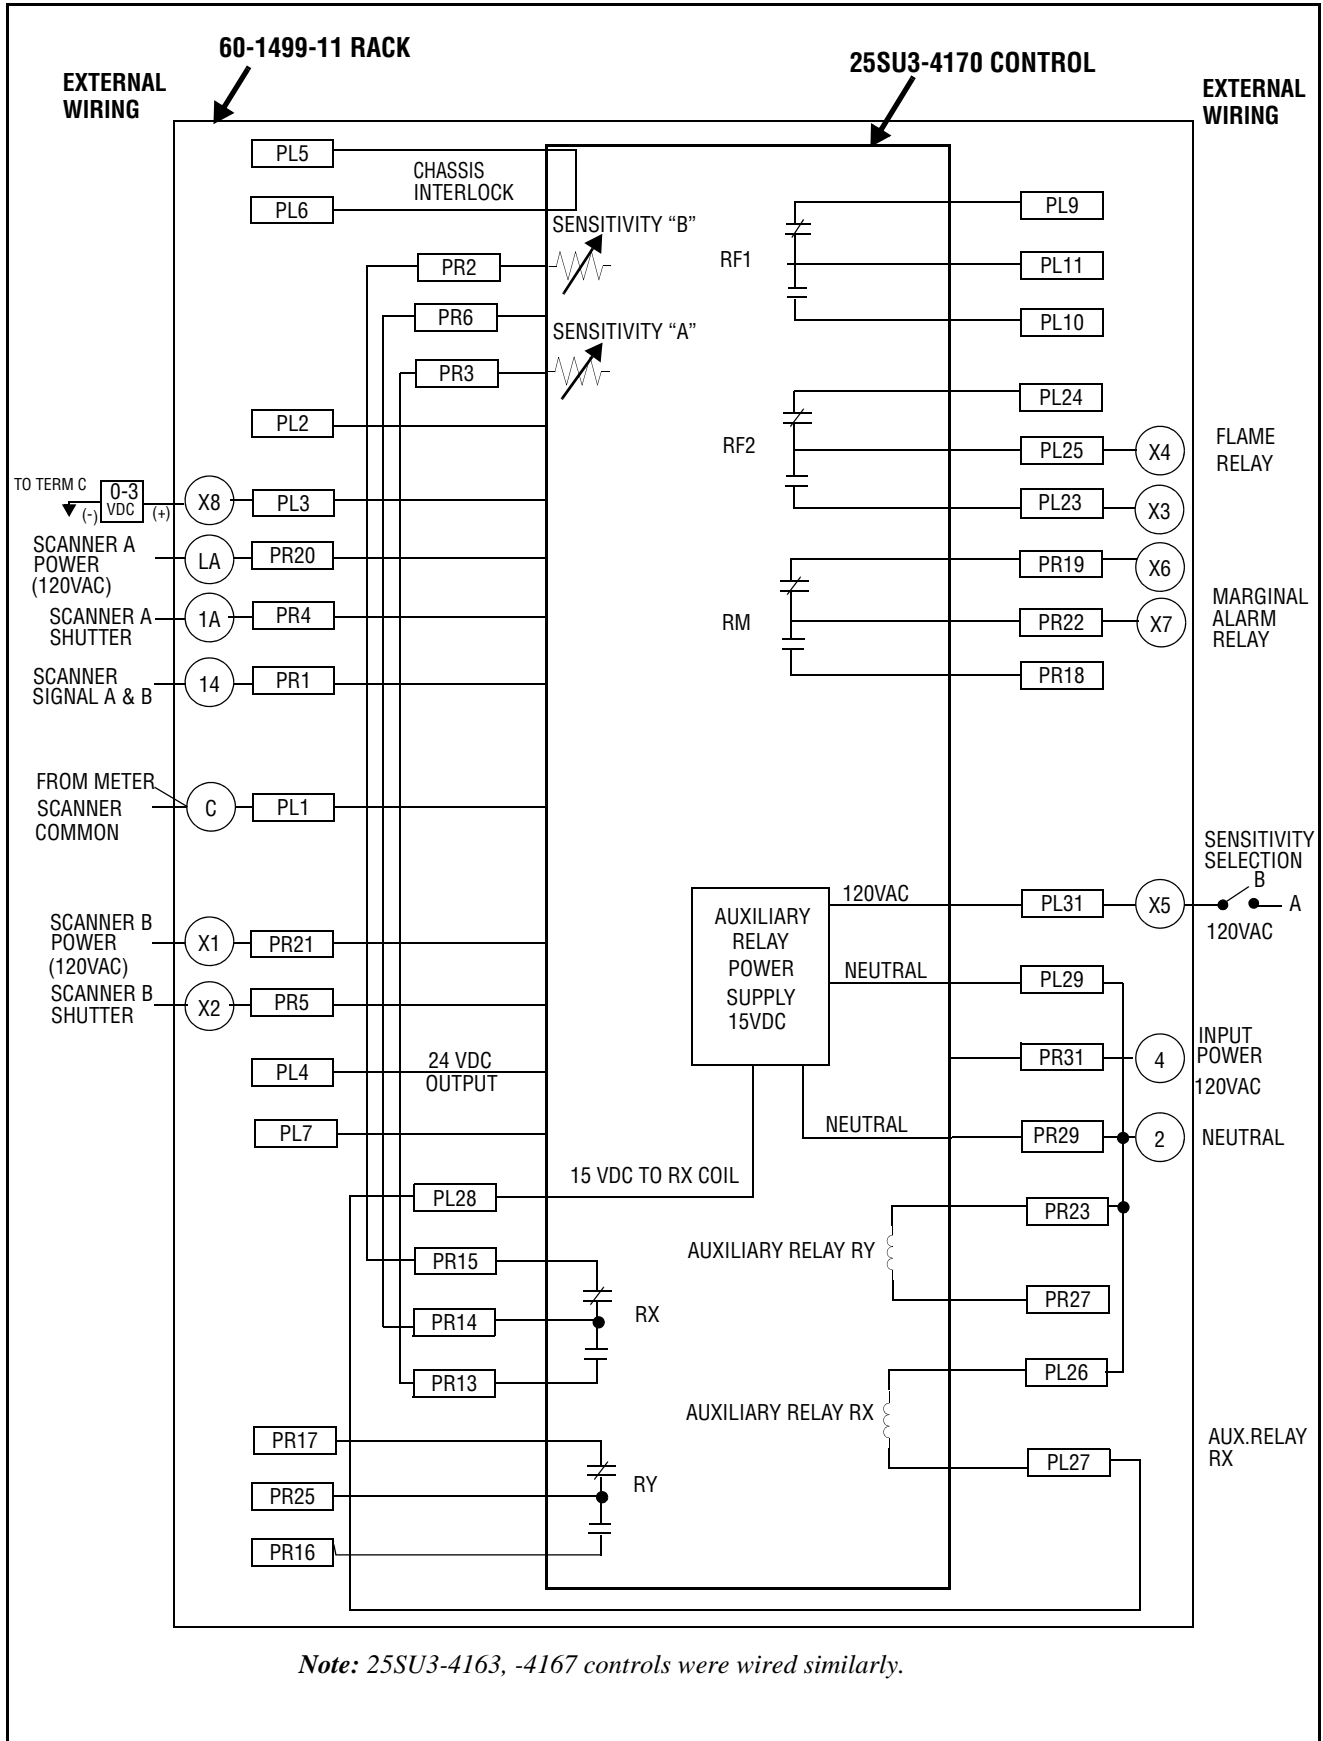 60-1499-11 RACK
25SU3-4170 CONTROL
EXTERNAL
WIRING
EXTERNAL
WIRING
PL5
CHASSIS
INTERLOCK
PL6
SENSITIVITY “B”
PR2
PR6
SENSITIVITY “A”
PR3
PL2
TO TERM C
0-3
VDC
(-)
(+)
X8
PL3
SCANNER A
POWER
(120VAC)
LA
PR20
SCANNER A
SHUTTER
1A
PR4
SCANNER
SIGNAL A & B
14
PR1
FROM METER
SCANNER
COMMON
C
PL1
SCANNER B
POWER
(120VAC)
X1
PR21
SCANNER B
SHUTTER
X2
PR5
PL4
24 VDC
OUTPUT
PL7
15 VDC TO RX COIL
PL28
PR15
PR14
RX
PR13
PR17
PR25
RY
PR16
RF1
PL9
PL11
PL10
RF2
PL24
PL25
X4
FLAME
RELAY
PL23
X3
RM
PR19
X6
PR22
X7
MARGINAL
ALARM
RELAY
PR18
AUXILIARY
RELAY
POWER
SUPPLY
15VDC
120VAC
PL31
X5
SENSITIVITY
SELECTION
B
A
120VAC
NEUTRAL
PL29
PR31
4
INPUT
POWER
120VAC
NEUTRAL
PR29
2
NEUTRAL
AUXILIARY RELAY RY
PR23
PR27
AUXILIARY RELAY RX
PL26
PL27
AUX.RELAY
RX
Note: 25SU3-4163, -4167 controls were wired similarly.